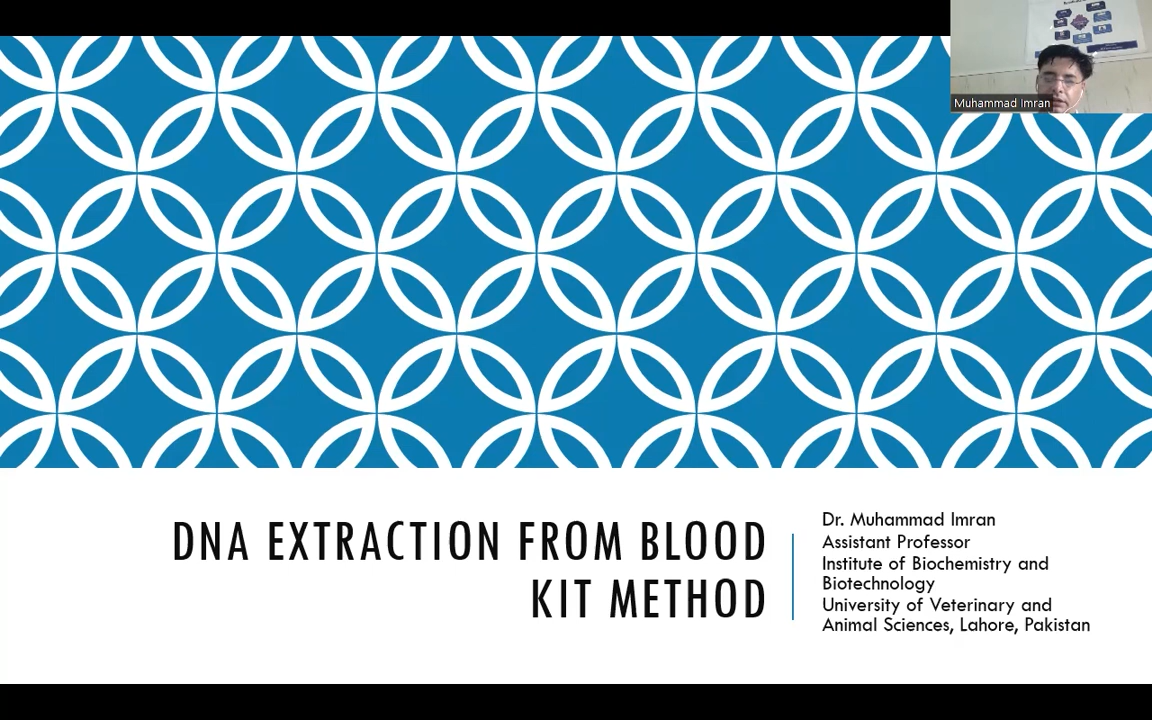 Muhammad Imran
DNA EXTRACTION FROM BLOOD
KIT METHOD
Dr. Muhammad Imran
Assistant Professor
Institute of Biochemistry and
Biotechnology
University of Veterinary and
Animal Sciences, Lahore, Pakistan